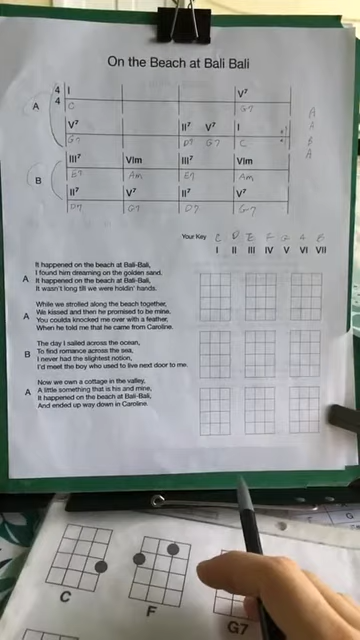 On the Beach at Bali Bali
4 I V7
A 4 C G7 A
V7 II7 V7 I A
G7 D7 G7 C B
III7 VIm III7 VIm A
B E7 Am E7 Am
II7 V7 II7 V7
D7 G7 D7 G7
Your Key C D E F G A B
I II III IV V VI VII
It happened on the beach at Bali-Bali,
I found him dreaming on the golden sand.
A It happened on the beach at Bali-Bali,
It wasn't long till we were holdin' hands.
While we strolled along the beach together,
A We kissed and then he promised to be mine.
You coulda knocked me over with a feather,
When he told me that he came from Caroline.
The day I sailed across the ocean,
B To find romance across the sea,
I never had the slightest notion,
I'd meet the boy who used to live next door to me.
Now we own a cottage in the valley,
A A little something that is his and mine,
It happened on the beach at Bali-Bali,
And ended up way down in Caroline.
C F G7
G